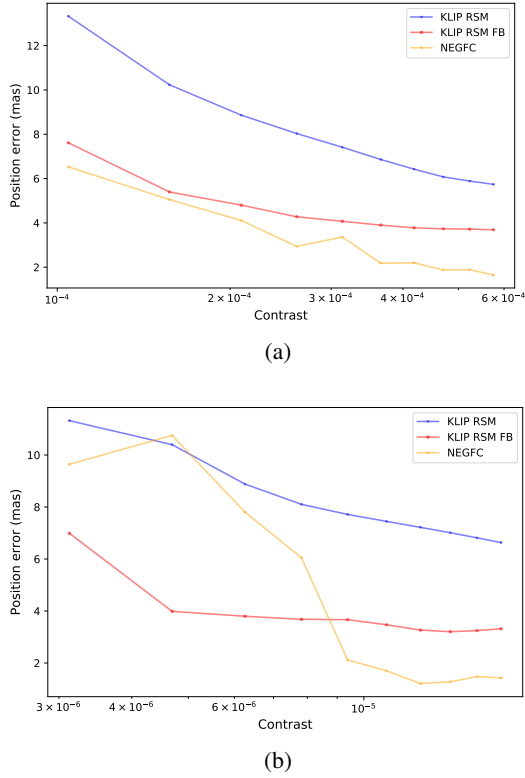 KLIP RSM
KLIP RSM FB
NEGFC
12
10
8
6
4
2
Position error (mas)
10⁻⁴
2 × 10⁻⁴
3 × 10⁻⁴
4 × 10⁻⁴
6 × 10⁻⁴
Contrast
(a)
KLIP RSM
KLIP RSM FB
NEGFC
10
8
6
4
2
Position error (mas)
3 × 10⁻⁶
4 × 10⁻⁶
6 × 10⁻⁶
10⁻⁵
Contrast
(b)